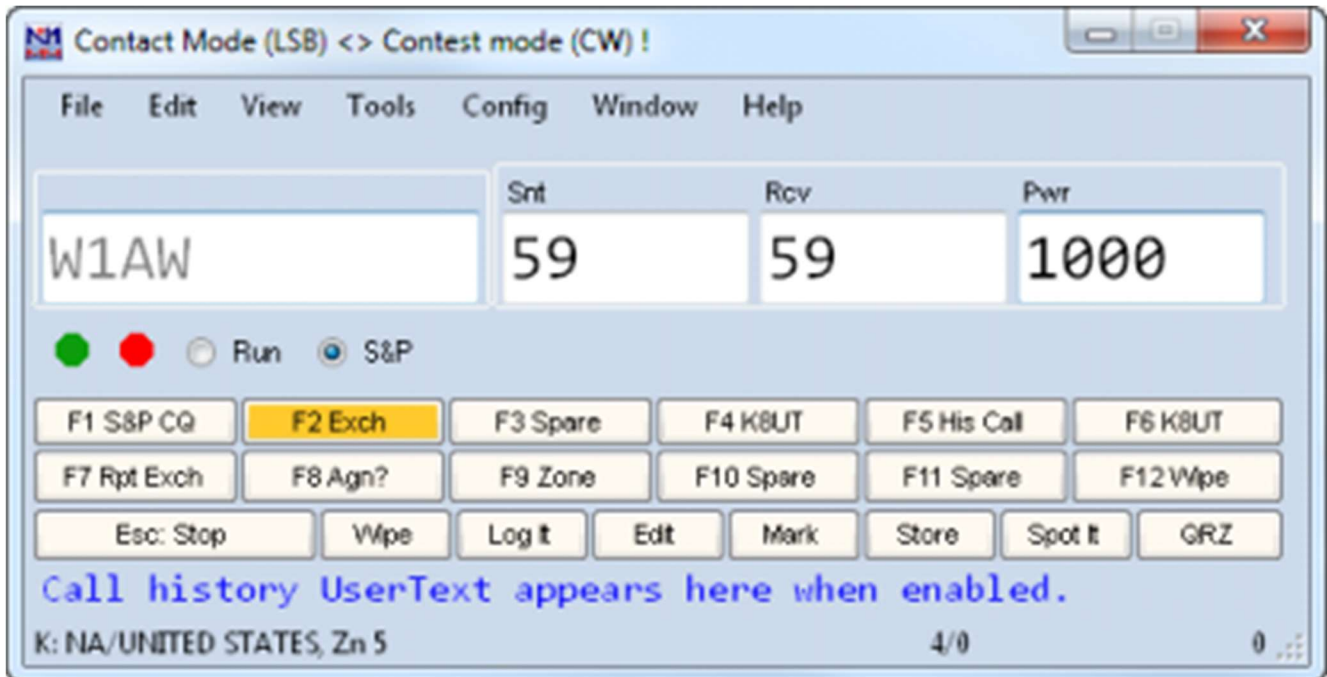 N1MM Contact Mode (LSB) <> Contest mode (CW) !
File Edit View Tools Config Window Help
Snt Rcv Pwr
W1AW 59 59 1000
Run S&P
F1 S&P CQ F2 Exch F3 Spare F4 K8UT F5 His Call F6 K8UT
F7 Rpt Exch F8 Agn? F9 Zone F10 Spare F11 Spare F12 Wipe
Esc: Stop Wipe Log It Edit Mark Store Spot It QRZ
Call history UserText appears here when enabled.
K: NA/UNITED STATES, Zn 5 4/0 0